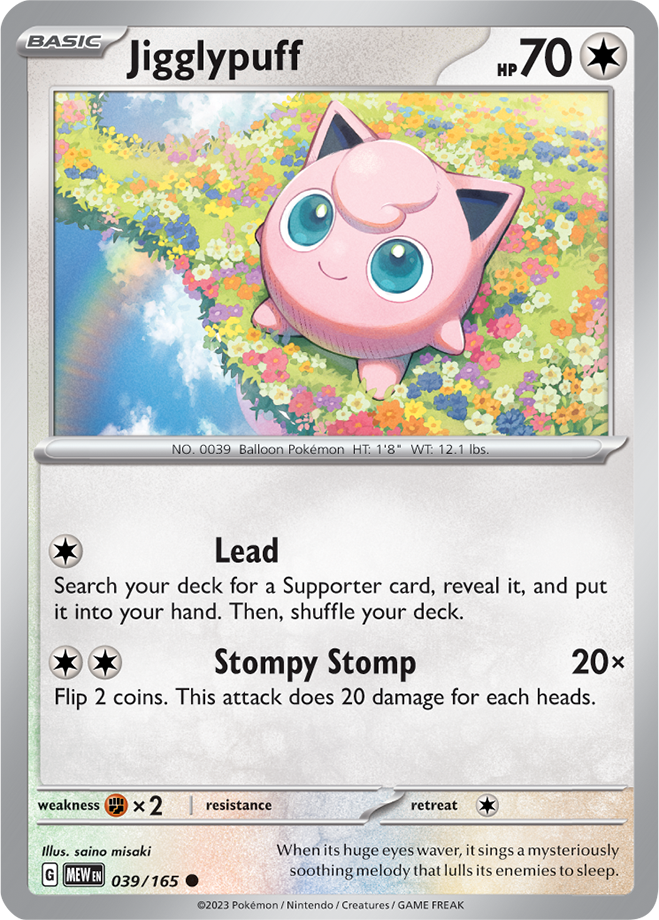 BASIC
Jigglypuff
HP 70
NO. 0039 Balloon Pokémon HT: 1'8" WT: 12.1 lbs.
Lead
Search your deck for a Supporter card, reveal it, and put
it into your hand. Then, shuffle your deck.
Stompy Stomp 20×
Flip 2 coins. This attack does 20 damage for each heads.
weakness ×2 resistance retreat
Illus. saino misaki
When its huge eyes waver, it sings a mysteriously
soothing melody that lulls its enemies to sleep.
G MEW EN 039/165
©2023 Pokémon / Nintendo / Creatures / GAME FREAK